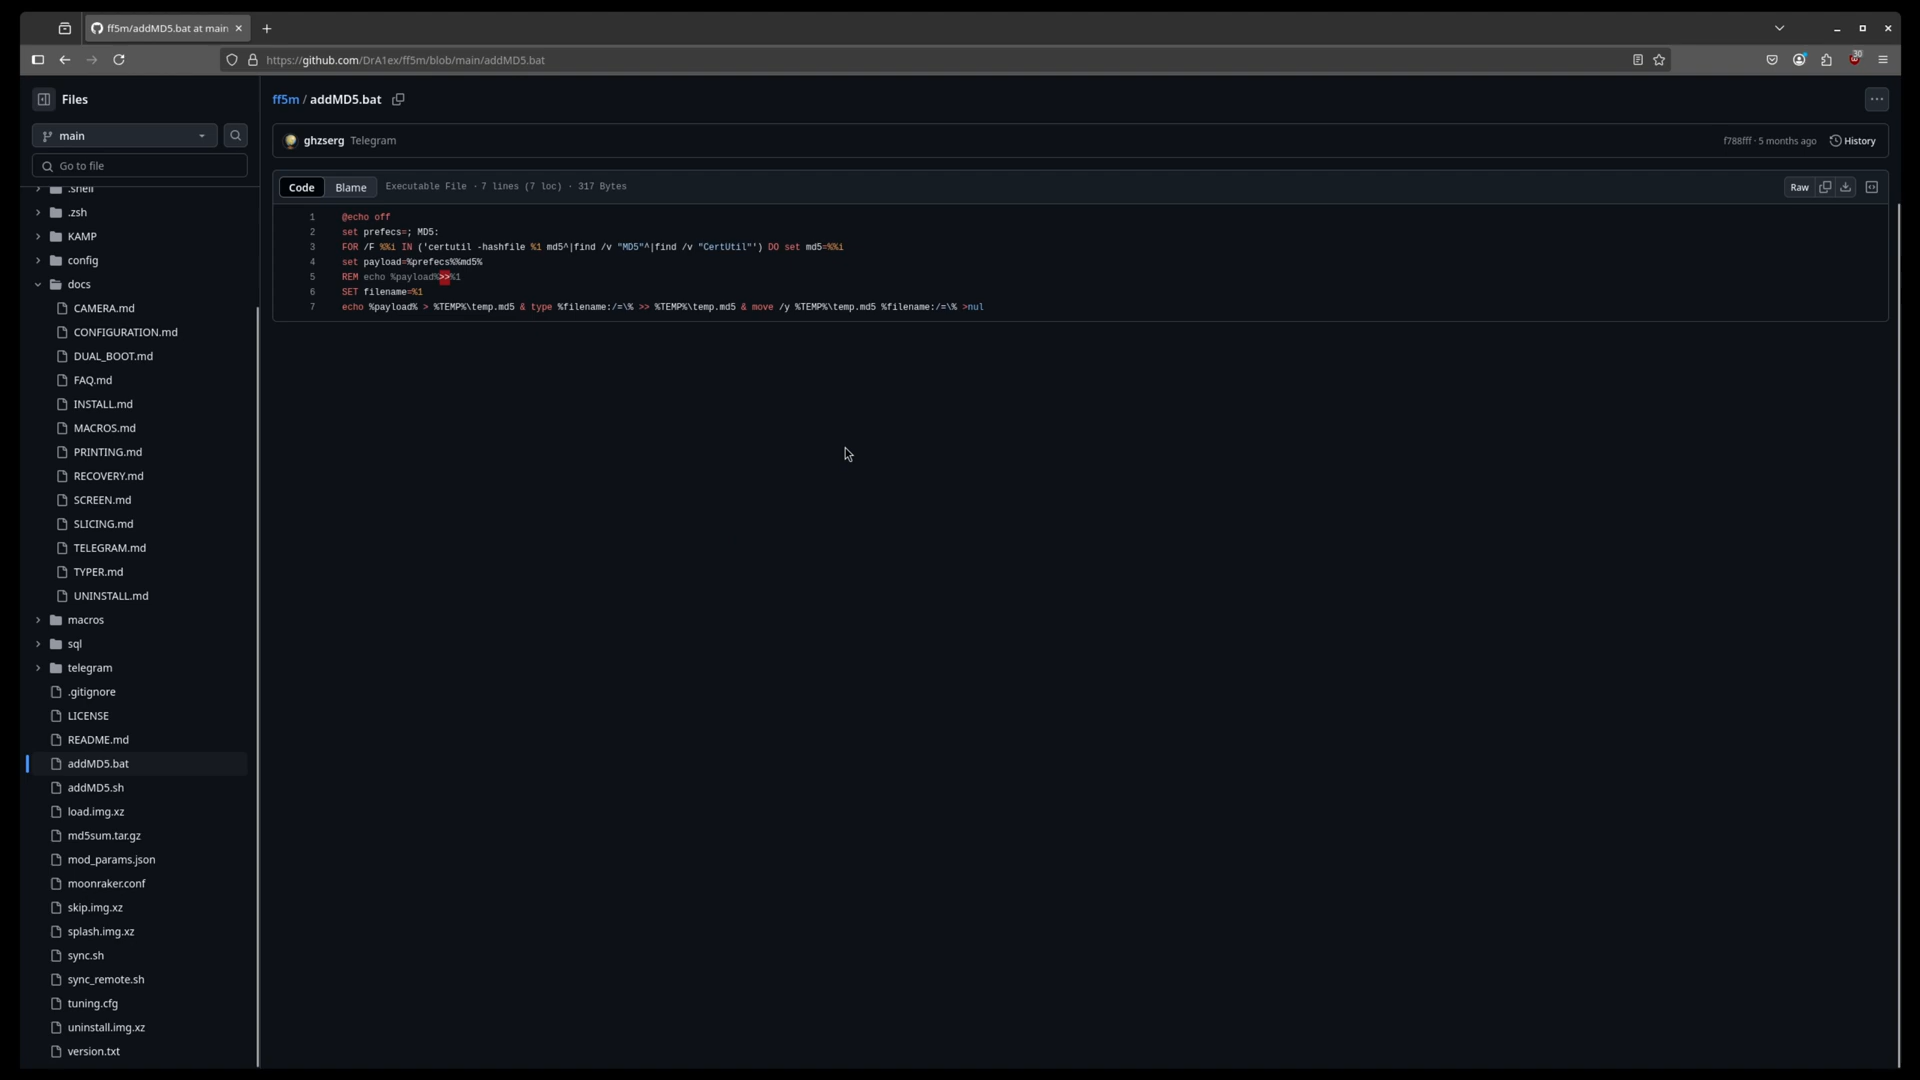 ff5m/addMD5.bat at main
https://github.com/DrA1ex/ff5m/blob/main/addMD5.bat
30
Files
main
Go to file
.shell
.zsh
KAMP
config
docs
CAMERA.md
CONFIGURATION.md
DUAL_BOOT.md
FAQ.md
INSTALL.md
MACROS.md
PRINTING.md
RECOVERY.md
SCREEN.md
SLICING.md
TELEGRAM.md
TYPER.md
UNINSTALL.md
macros
sql
telegram
.gitignore
LICENSE
README.md
addMD5.bat
addMD5.sh
load.img.xz
md5sum.tar.gz
mod_params.json
moonraker.conf
skip.img.xz
splash.img.xz
sync.sh
sync_remote.sh
tuning.cfg
uninstall.img.xz
version.txt
ff5m / addMD5.bat
ghzserg Telegram
f788fff · 5 months ago History
Code Blame Executable File · 7 lines (7 loc) · 317 Bytes Raw
1 @echo off
2 set prefecs=; MD5:
3 FOR /F %%i IN ('certutil -hashfile %1 md5^|find /v "MD5"^|find /v "CertUtil"') DO set md5=%%i
4 set payload=%prefecs%%md5%
5 REM echo %payload%>>%1
6 SET filename=%1
7 echo %payload% > %TEMP%\temp.md5 & type %filename:/=\% >> %TEMP%\temp.md5 & move /y %TEMP%\temp.md5 %filename:/=\% >nul